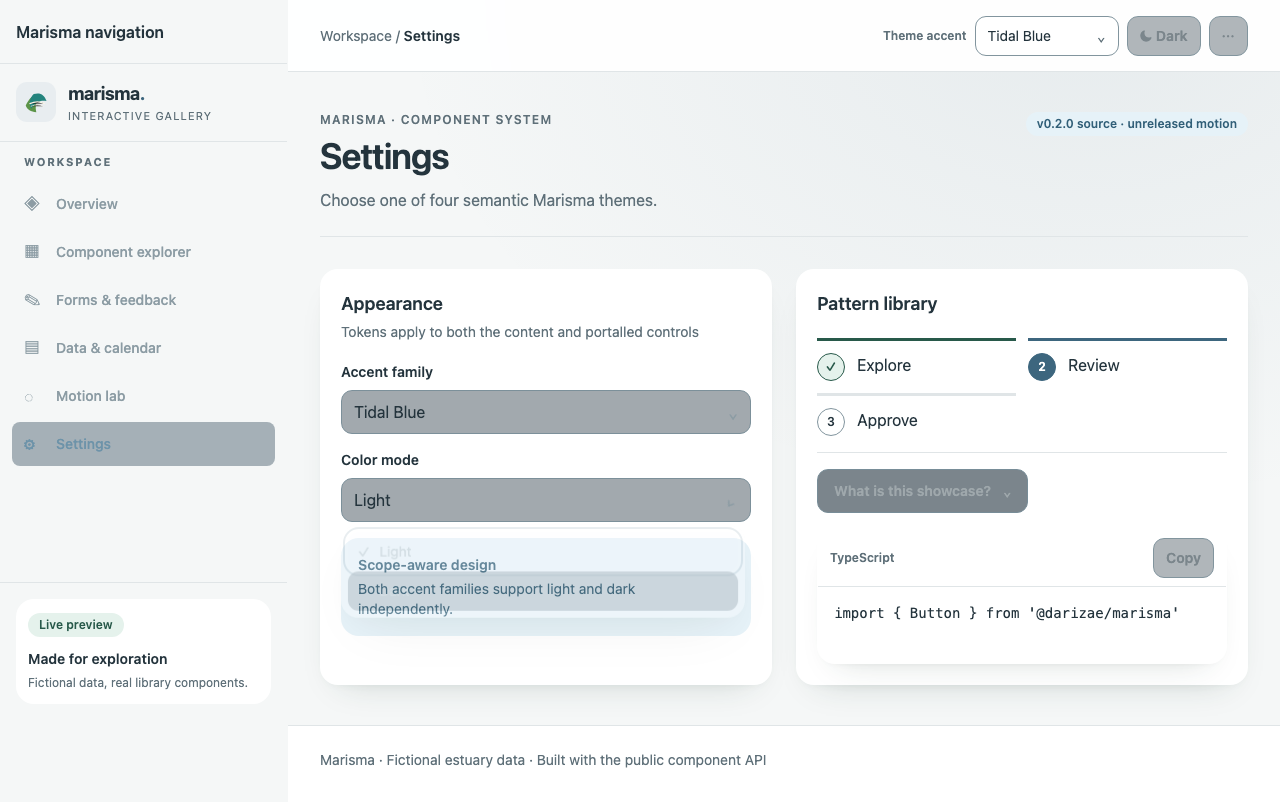 Marisma navigation
marisma.
INTERACTIVE GALLERY
WORKSPACE
Overview
Component explorer
Forms & feedback
Data & calendar
Motion lab
Settings
Live preview
Made for exploration
Fictional data, real library components.
Workspace / Settings
Theme accent
Tidal Blue
Dark
···
MARISMA · COMPONENT SYSTEM
v0.2.0 source · unreleased motion
Settings
Choose one of four semantic Marisma themes.
Appearance
Tokens apply to both the content and portalled controls
Accent family
Tidal Blue
Color mode
Light
✓ Light
Scope-aware design
Both accent families support light and dark
independently.
Pattern library
✓ Explore
2 Review
3 Approve
What is this showcase?
TypeScript
Copy
import { Button } from '@darizae/marisma'
Marisma · Fictional estuary data · Built with the public component API